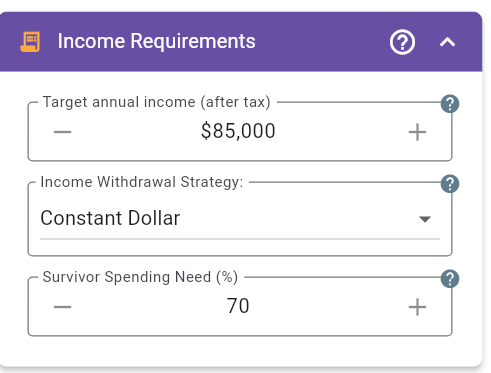 Income Requirements
?
Target annual income (after tax)
?
$85,000
Income Withdrawal Strategy:
?
Constant Dollar
Survivor Spending Need (%)
?
70